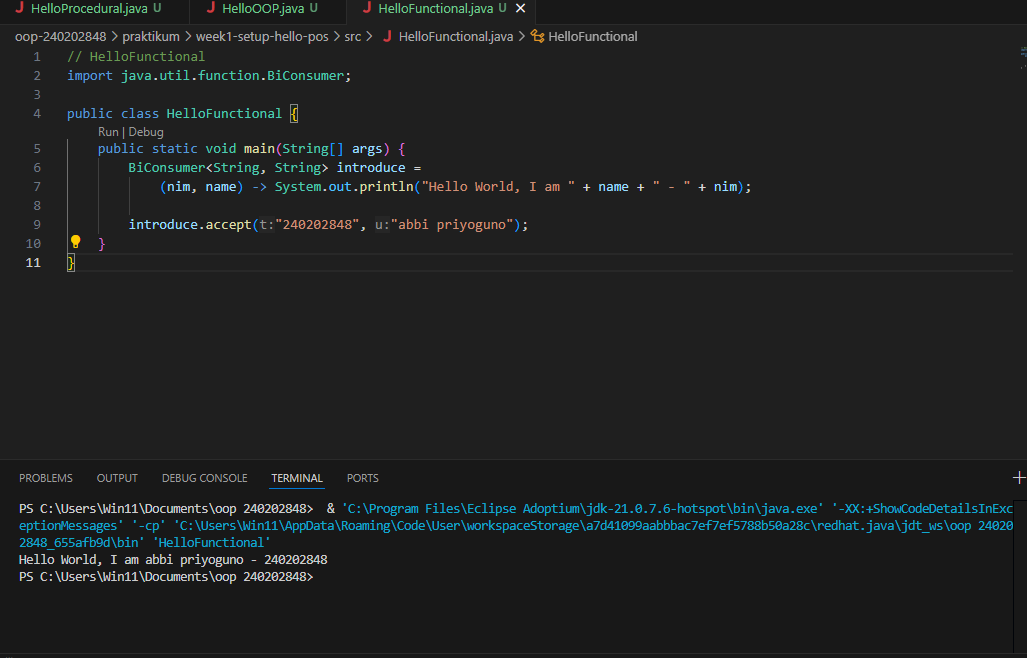 HelloProcedural.java U HelloOOP.java U HelloFunctional.java U
oop-240202848 > praktikum > week1-setup-hello-pos > src > HelloFunctional.java > HelloFunctional
1 // HelloFunctional
2 import java.util.function.BiConsumer;
3
4 public class HelloFunctional {
Run | Debug
5 public static void main(String[] args) {
6 BiConsumer<String, String> introduce =
7 (nim, name) -> System.out.println("Hello World, I am " + name + " - " + nim);
8
9 introduce.accept(t:"240202848", u:"abbi priyoguno");
10 }
11 }
PROBLEMS OUTPUT DEBUG CONSOLE TERMINAL PORTS
PS C:\Users\Win11\Documents\oop 240202848> & 'C:\Program Files\Eclipse Adoptium\jdk-21.0.7.6-hotspot\bin\java.exe' '-XX:+ShowCodeDetailsInExc
eptionMessages' '-cp' 'C:\Users\Win11\AppData\Roaming\Code\User\workspaceStorage\a7d41099aabbbac7ef7ef5788b50a28c\redhat.java\jdt_ws\oop 24020
2848_655afb9d\bin' 'HelloFunctional'
Hello World, I am abbi priyoguno - 240202848
PS C:\Users\Win11\Documents\oop 240202848>